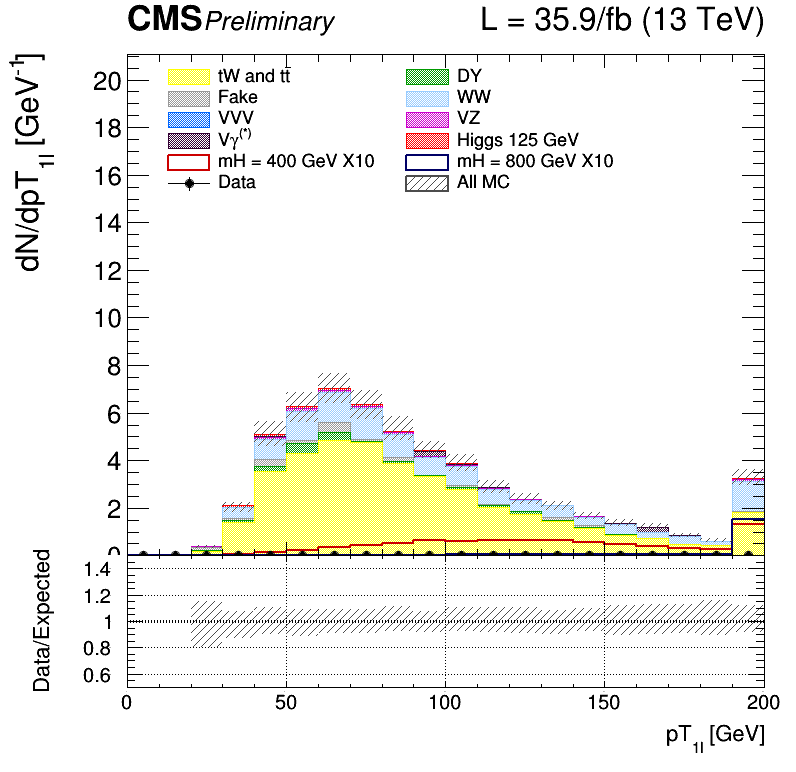 CMS Preliminary L = 35.9/fb (13 TeV)
dN/dpT1l [GeV-1]
tW and tt̄ DY
Fake WW
VVV VZ
Vγ(*) Higgs 125 GeV
mH = 400 GeV X10 mH = 800 GeV X10
Data All MC
20
18
16
14
12
10
8
6
4
2
0
Data/Expected
1.4
1.2
1
0.8
0.6
0 50 100 150 200
pT1l [GeV]